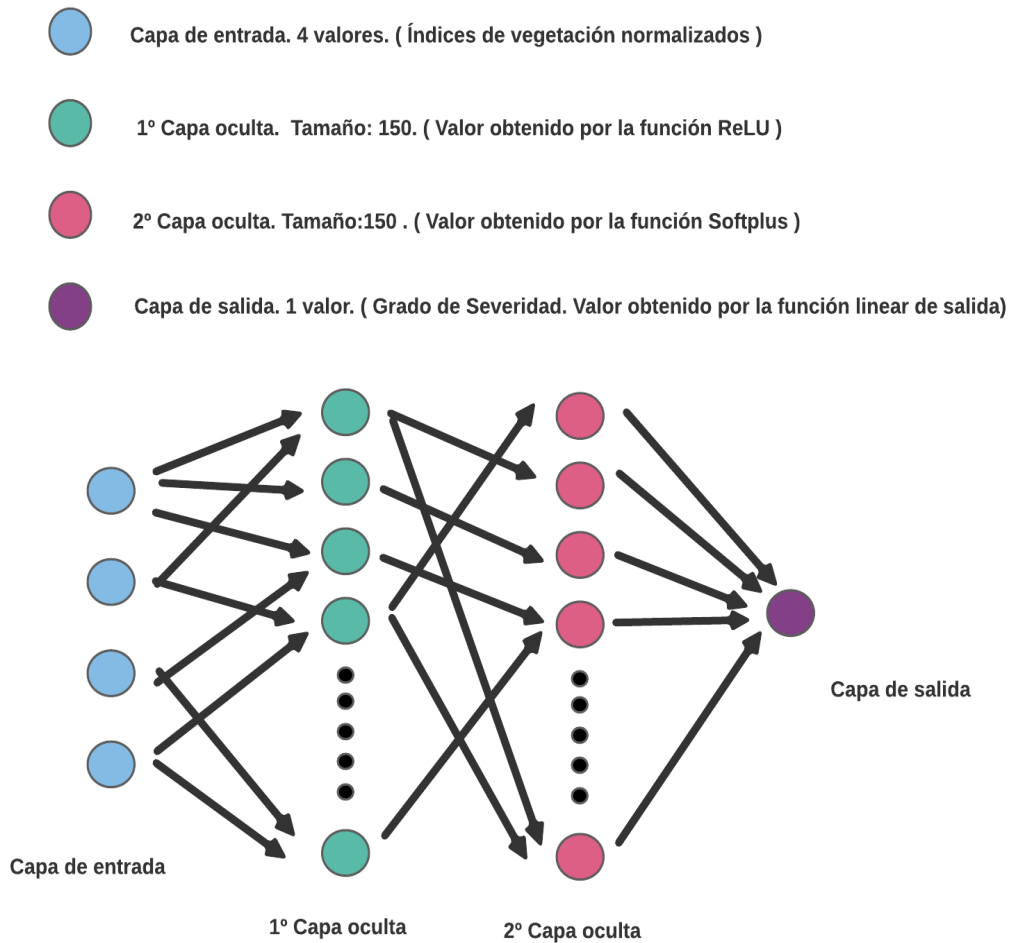 Capa de entrada. 4 valores. ( Índices de vegetación normalizados )
1º Capa oculta.  Tamaño: 150. ( Valor obtenido por la función ReLU )
2º Capa oculta. Tamaño:150 . ( Valor obtenido por la función Softplus )
Capa de salida. 1 valor. ( Grado de Severidad. Valor obtenido por la función linear de salida)
Capa de salida
Capa de entrada
1º Capa oculta
2º Capa oculta